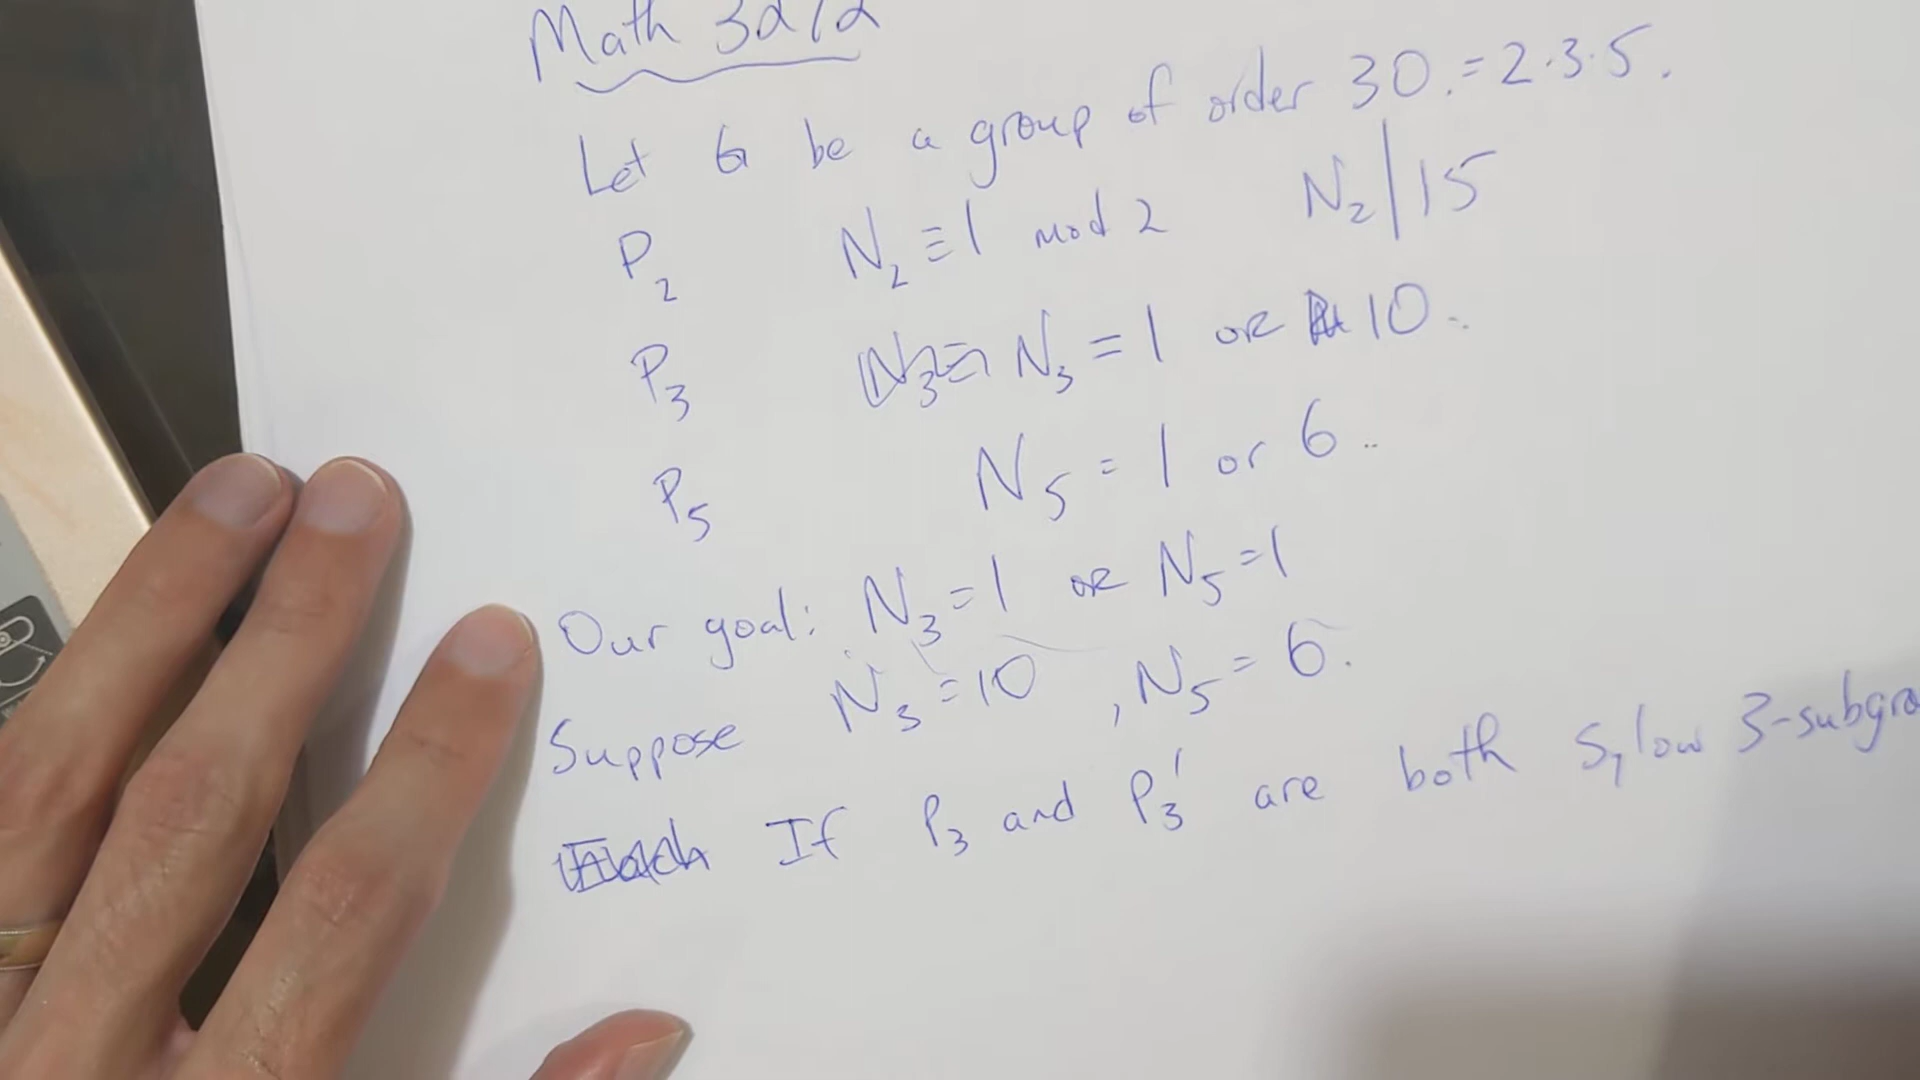 Math 3212
Let G be a group of order 30. = 2·3·5.
P₂ N₂ ≡ 1 mod 2 N₂ | 15
P₃ N₃ = 1 or 10.
P₅ N₅ = 1 or 6.
Our goal: N₃ = 1 or N₅ = 1
Suppose N₃ = 10, N₅ = 6.
If P₃ and P₃' are both Sylow 3-subgro